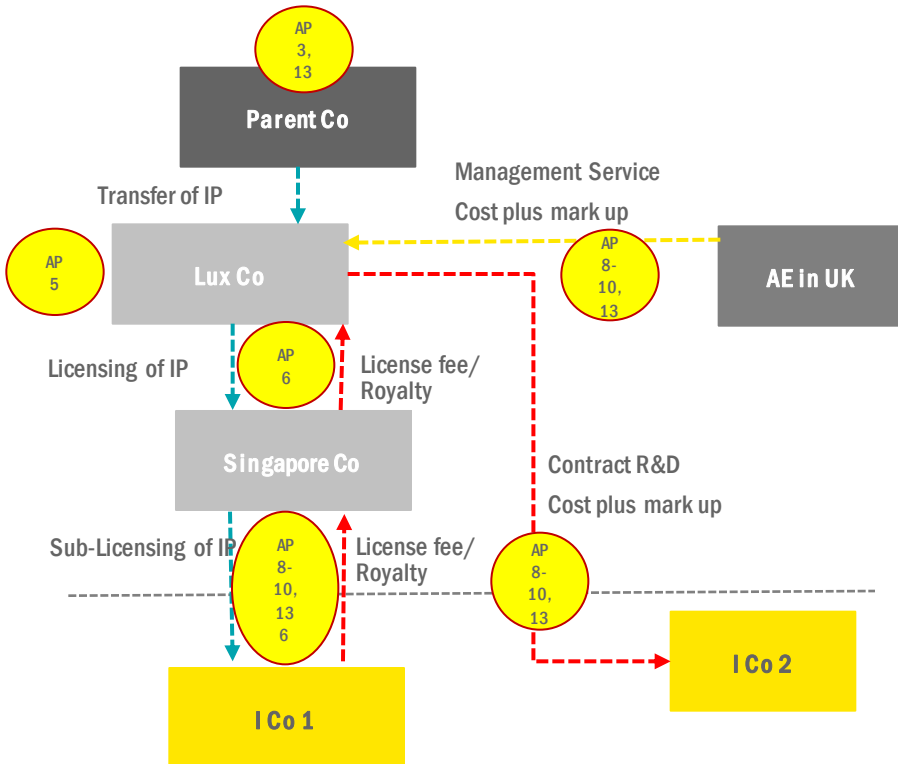 AP
3,
13
Parent Co
Transfer of IP
Management Service
Cost plus mark up
AP
5
Lux Co
AP
8-
10,
13
AE in UK
Licensing of IP
AP
6
License fee/
Royalty
Singapore Co
Contract R&D
Cost plus mark up
Sub-Licensing of IP
AP
8-
10,
13
6
License fee/
Royalty
AP
8-
10,
13
I Co 1
I Co 2